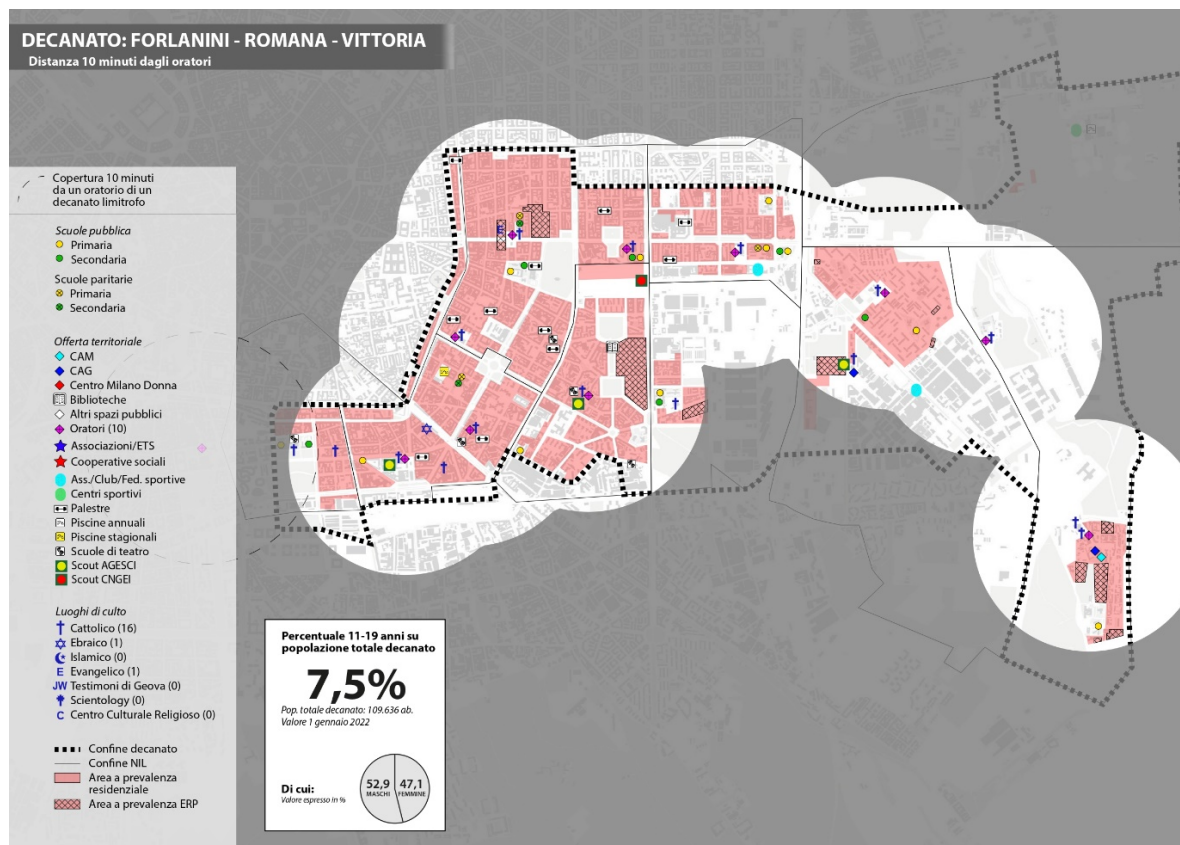 DECANATO: FORLANINI - ROMANA - VITTORIA
Distanza 10 minuti dagli oratori
Copertura 10 minuti
da un oratorio di un
decanato limitrofo
Scuole pubblica
Primaria
Secondaria
Scuole paritarie
Primaria
Secondaria
Offerta territoriale
CAM
CAG
Centro Milano Donna
Biblioteche
Altri spazi pubblici
Oratori (10)
Associazioni/ETS
Cooperative sociali
Ass./Club/Fed. sportive
Centri sportivi
Palestre
Piscine annuali
Piscine stagionali
Scuole di teatro
Scout AGESCI
Scout CNGEI
Luoghi di culto
Cattolico (16)
Ebraico (1)
Islamico (0)
E Evangelico (1)
JW Testimoni di Geova (0)
Scientology (0)
C Centro Culturale Religioso (0)
Confine decanato
Confine NIL
Area a prevalenza
residenziale
Area a prevalenza ERP
Percentuale 11-19 anni su
popolazione totale decanato
7,5%
Pop. totale decanato: 109.636 ab.
Valore 1 gennaio 2022
Di cui:
Valore espresso in %
52,9
MASCHI
47,1
FEMMINE